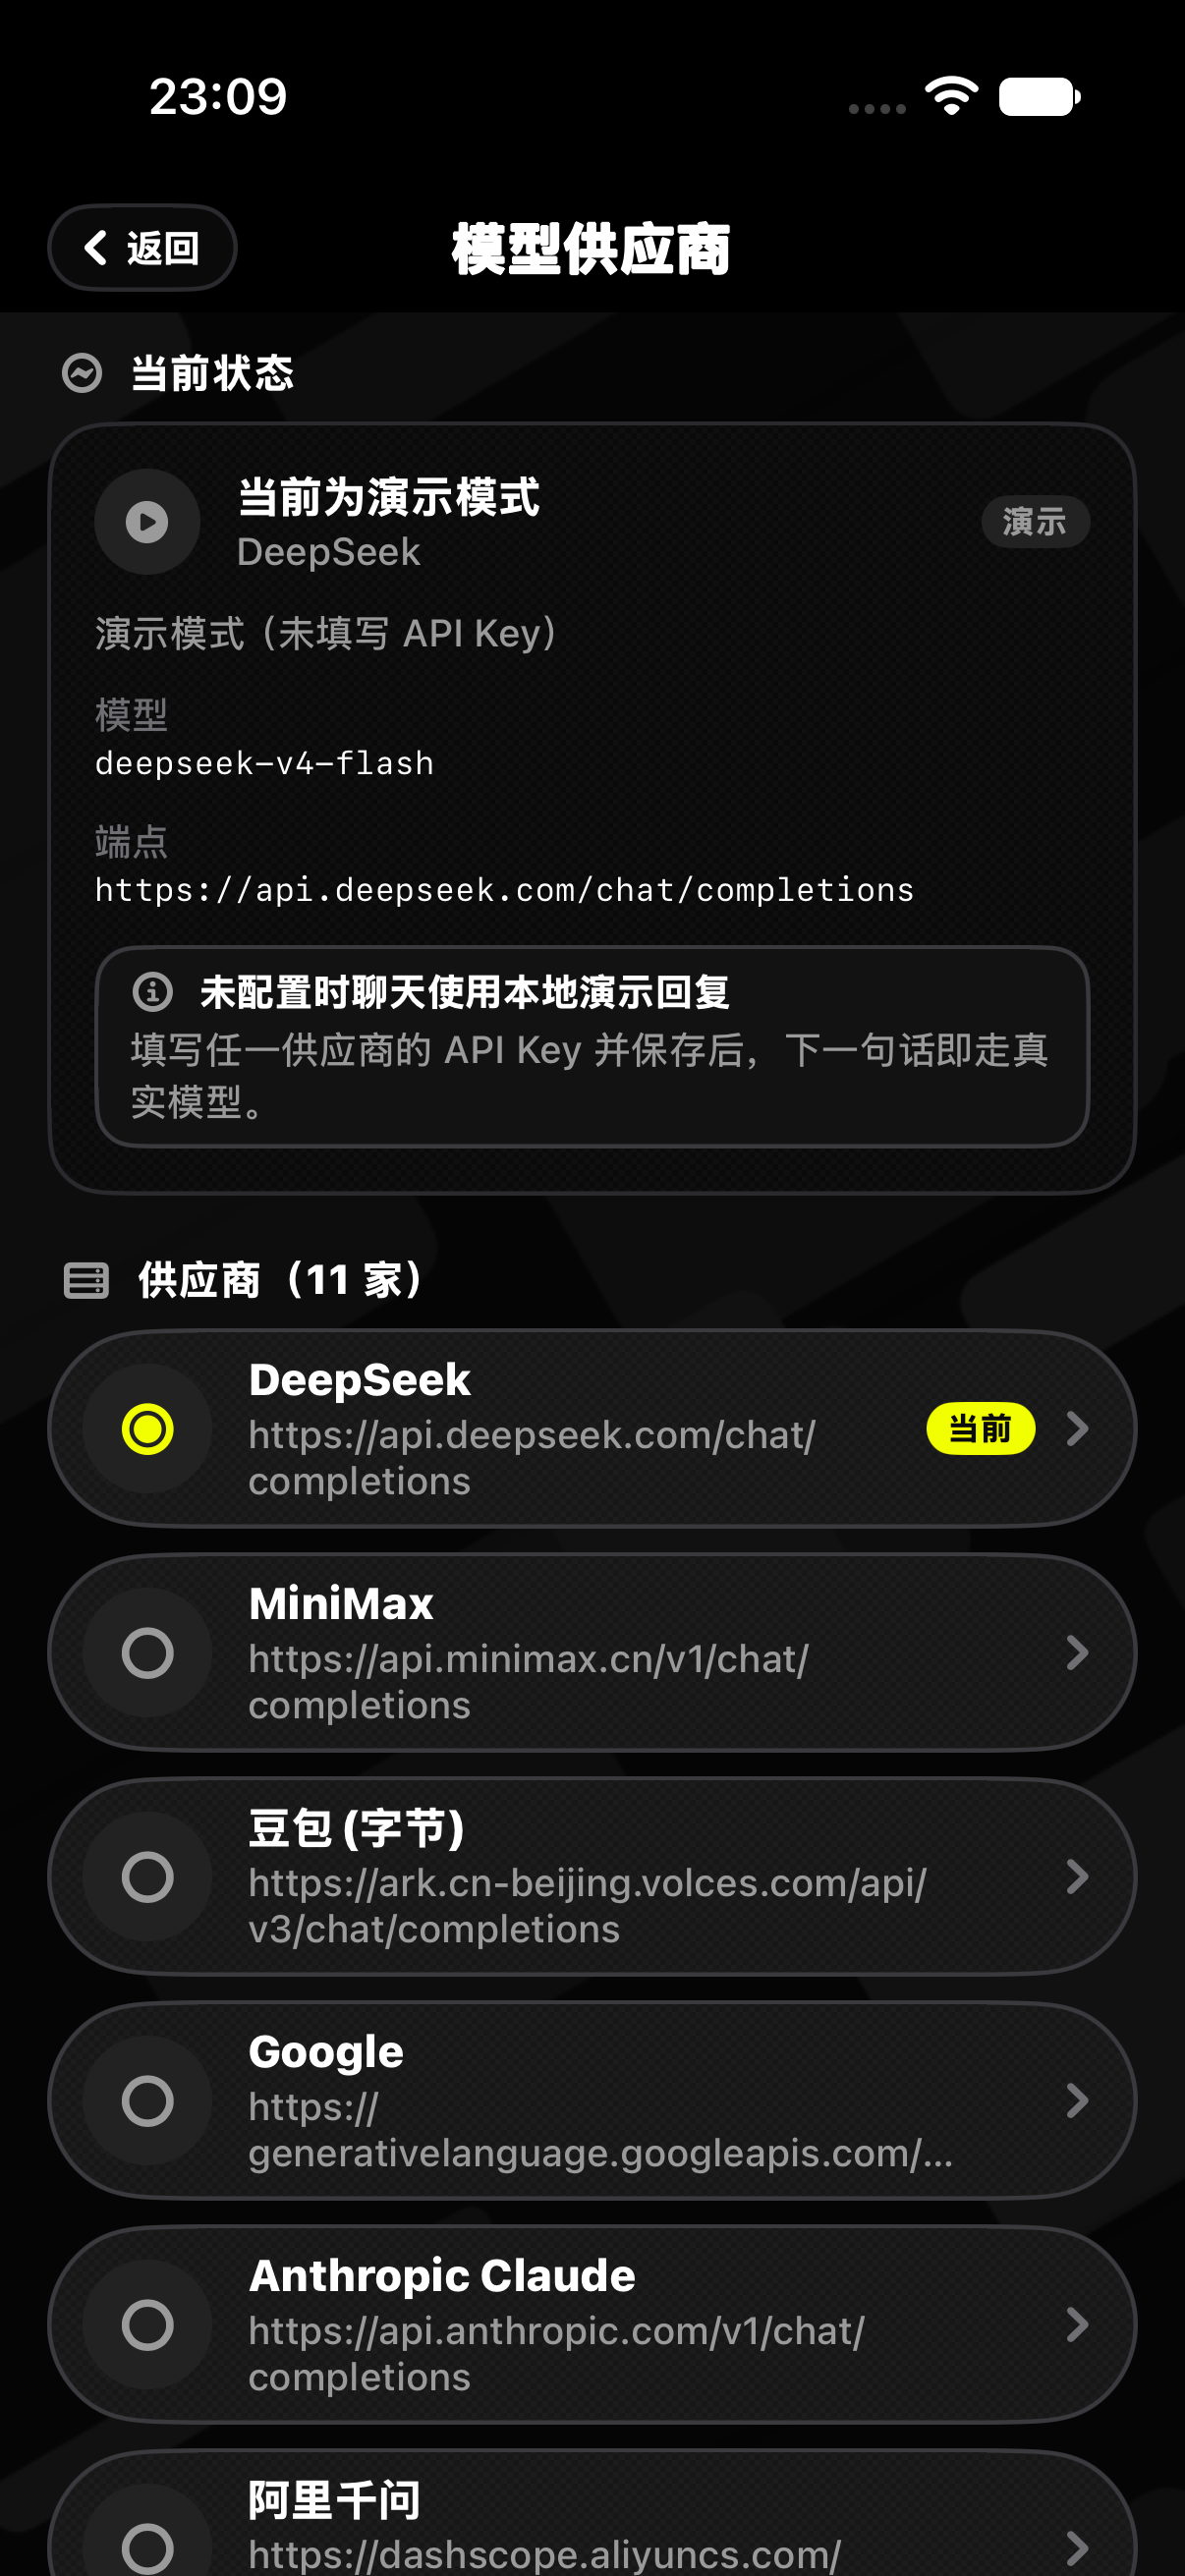 23:09
返回
模型供应商
当前状态
当前为演示模式
DeepSeek
演示
演示模式（未填写 API Key）
模型
deepseek-v4-flash
端点
https://api.deepseek.com/chat/completions
未配置时聊天使用本地演示回复
填写任一供应商的 API Key 并保存后，下一句话即走真
实模型。
供应商（11 家）
DeepSeek
https://api.deepseek.com/chat/
completions
当前
MiniMax
https://api.minimax.cn/v1/chat/
completions
豆包 (字节)
https://ark.cn-beijing.volces.com/api/
v3/chat/completions
Google
https://
generativelanguage.googleapis.com/...
Anthropic Claude
https://api.anthropic.com/v1/chat/
completions
阿里千问
https://dashscope.aliyuncs.com/